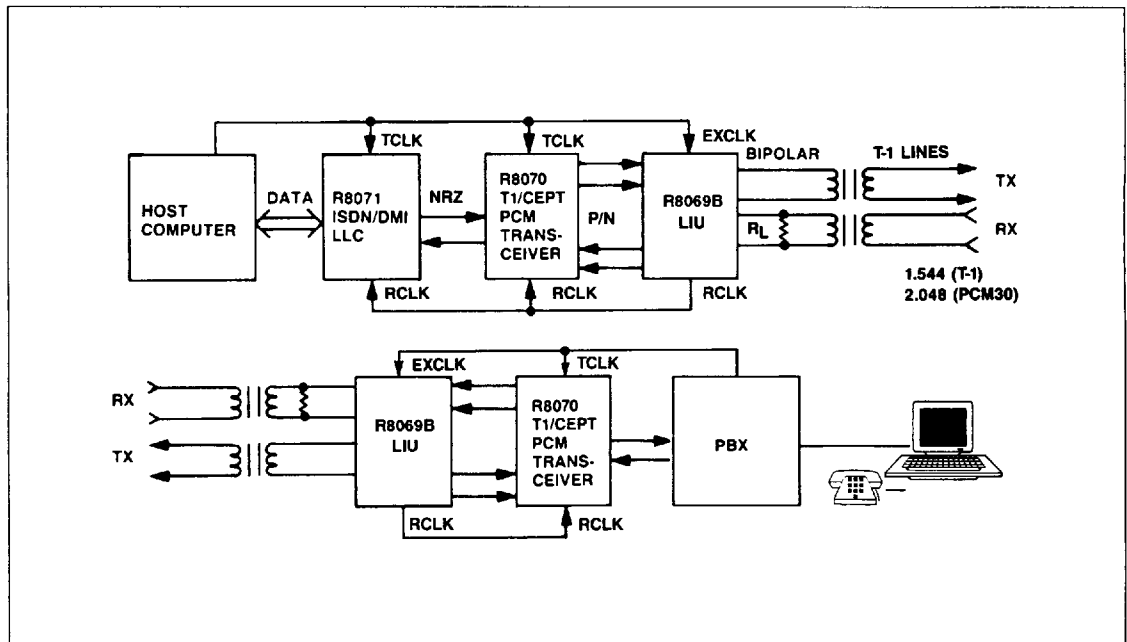 TCLK
TCLK
EXCLK
BIPOLAR
T-1 LINES
HOST
COMPUTER
DATA
R8071
ISDN/DMI
LLC
NRZ
R8070
T1/CEPT
PCM
TRANS-
CEIVER
P/N
R8069B
LIU
RL
TX
RX
RCLK
RCLK
RCLK
1.544 (T-1)
2.048 (PCM30)
EXCLK
TCLK
RX
TX
R8069B
LIU
R8070
T1/CEPT
PCM
TRANS-
CEIVER
PBX
RCLK
RCLK